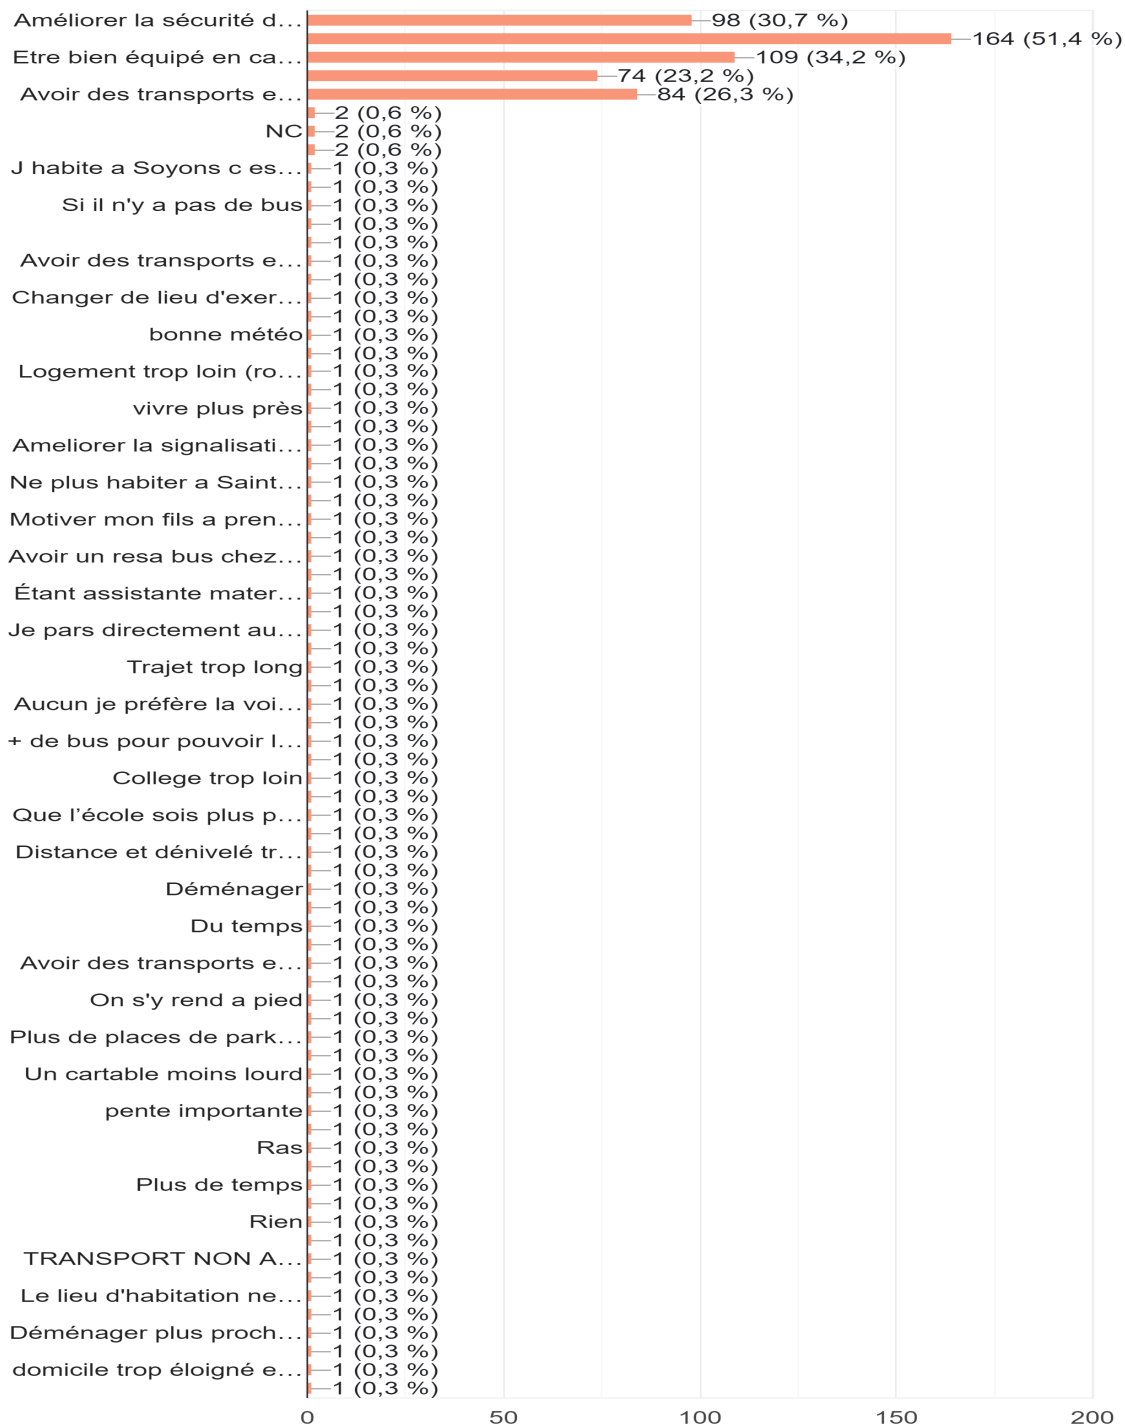 Améliorer la sécurité d… 98 (30,7 %)
164 (51,4 %)
Etre bien équipé en ca… 109 (34,2 %)
74 (23,2 %)
Avoir des transports e… 84 (26,3 %)
2 (0,6 %)
NC 2 (0,6 %)
2 (0,6 %)
J habite a Soyons c es… 1 (0,3 %)
1 (0,3 %)
Si il n'y a pas de bus 1 (0,3 %)
1 (0,3 %)
1 (0,3 %)
Avoir des transports e… 1 (0,3 %)
1 (0,3 %)
Changer de lieu d'exer… 1 (0,3 %)
1 (0,3 %)
bonne météo 1 (0,3 %)
1 (0,3 %)
Logement trop loin (ro… 1 (0,3 %)
1 (0,3 %)
vivre plus près 1 (0,3 %)
1 (0,3 %)
Ameliorer la signalisati… 1 (0,3 %)
1 (0,3 %)
Ne plus habiter a Saint… 1 (0,3 %)
1 (0,3 %)
Motiver mon fils a pren… 1 (0,3 %)
1 (0,3 %)
Avoir un resa bus chez… 1 (0,3 %)
1 (0,3 %)
Étant assistante mater… 1 (0,3 %)
1 (0,3 %)
Je pars directement au… 1 (0,3 %)
1 (0,3 %)
Trajet trop long 1 (0,3 %)
1 (0,3 %)
Aucun je préfère la voi… 1 (0,3 %)
1 (0,3 %)
+ de bus pour pouvoir l… 1 (0,3 %)
1 (0,3 %)
College trop loin 1 (0,3 %)
1 (0,3 %)
Que l’école sois plus p… 1 (0,3 %)
1 (0,3 %)
Distance et dénivelé tr… 1 (0,3 %)
1 (0,3 %)
Déménager 1 (0,3 %)
1 (0,3 %)
Du temps 1 (0,3 %)
1 (0,3 %)
Avoir des transports e… 1 (0,3 %)
1 (0,3 %)
On s'y rend a pied 1 (0,3 %)
1 (0,3 %)
Plus de places de park… 1 (0,3 %)
1 (0,3 %)
Un cartable moins lourd 1 (0,3 %)
1 (0,3 %)
pente importante 1 (0,3 %)
1 (0,3 %)
Ras 1 (0,3 %)
1 (0,3 %)
Plus de temps 1 (0,3 %)
1 (0,3 %)
Rien 1 (0,3 %)
1 (0,3 %)
TRANSPORT NON A… 1 (0,3 %)
1 (0,3 %)
Le lieu d'habitation ne… 1 (0,3 %)
1 (0,3 %)
Déménager plus proch… 1 (0,3 %)
1 (0,3 %)
domicile trop éloigné e… 1 (0,3 %)
1 (0,3 %)
0 50 100 150 200